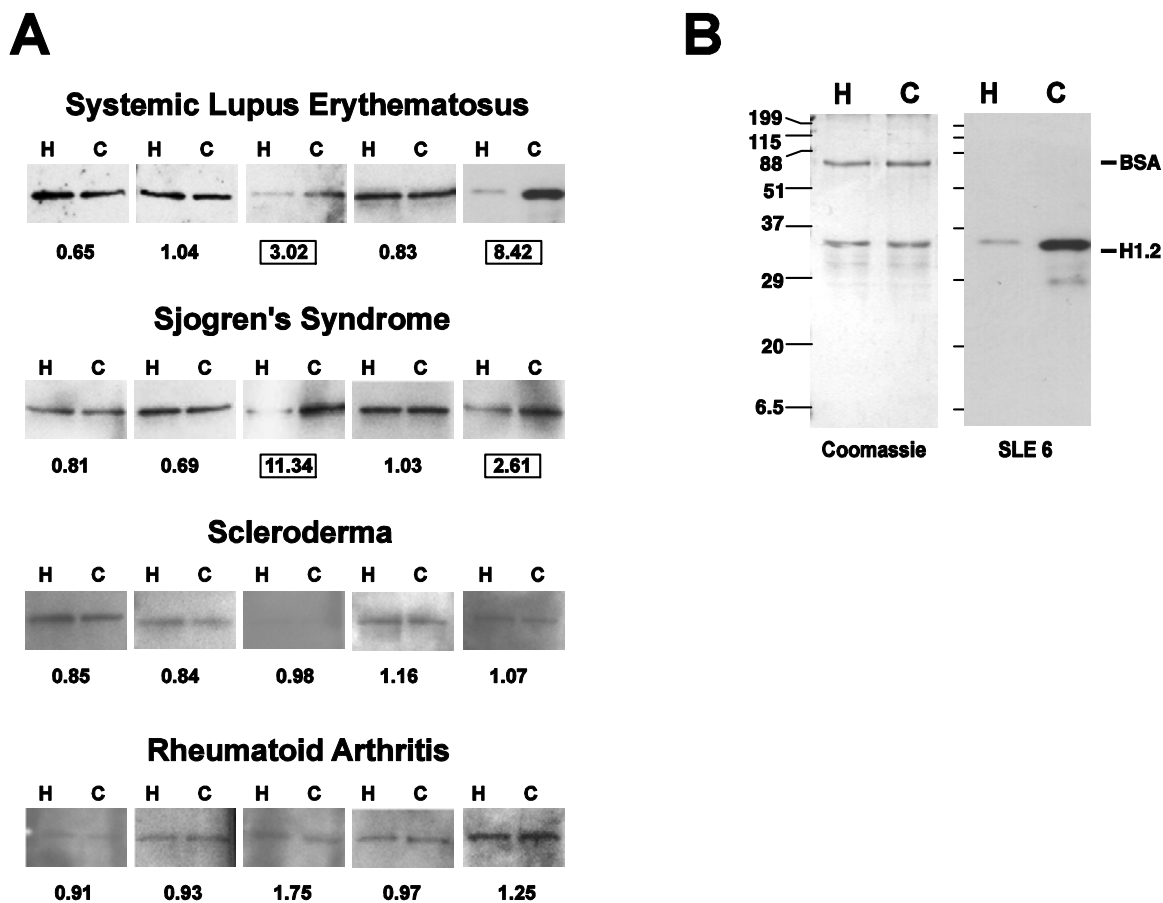 A
Systemic Lupus Erythematosus
H C H C H C H C H C
0.65 1.04 3.02 0.83 8.42
Sjogren's Syndrome
H C H C H C H C H C
0.81 0.69 11.34 1.03 2.61
Scleroderma
H C H C H C H C H C
0.85 0.84 0.98 1.16 1.07
Rheumatoid Arthritis
H C H C H C H C H C
0.91 0.93 1.75 0.97 1.25
B
H C H C
199
115
88
51
37
29
20
6.5
BSA
H1.2
Coomassie SLE 6